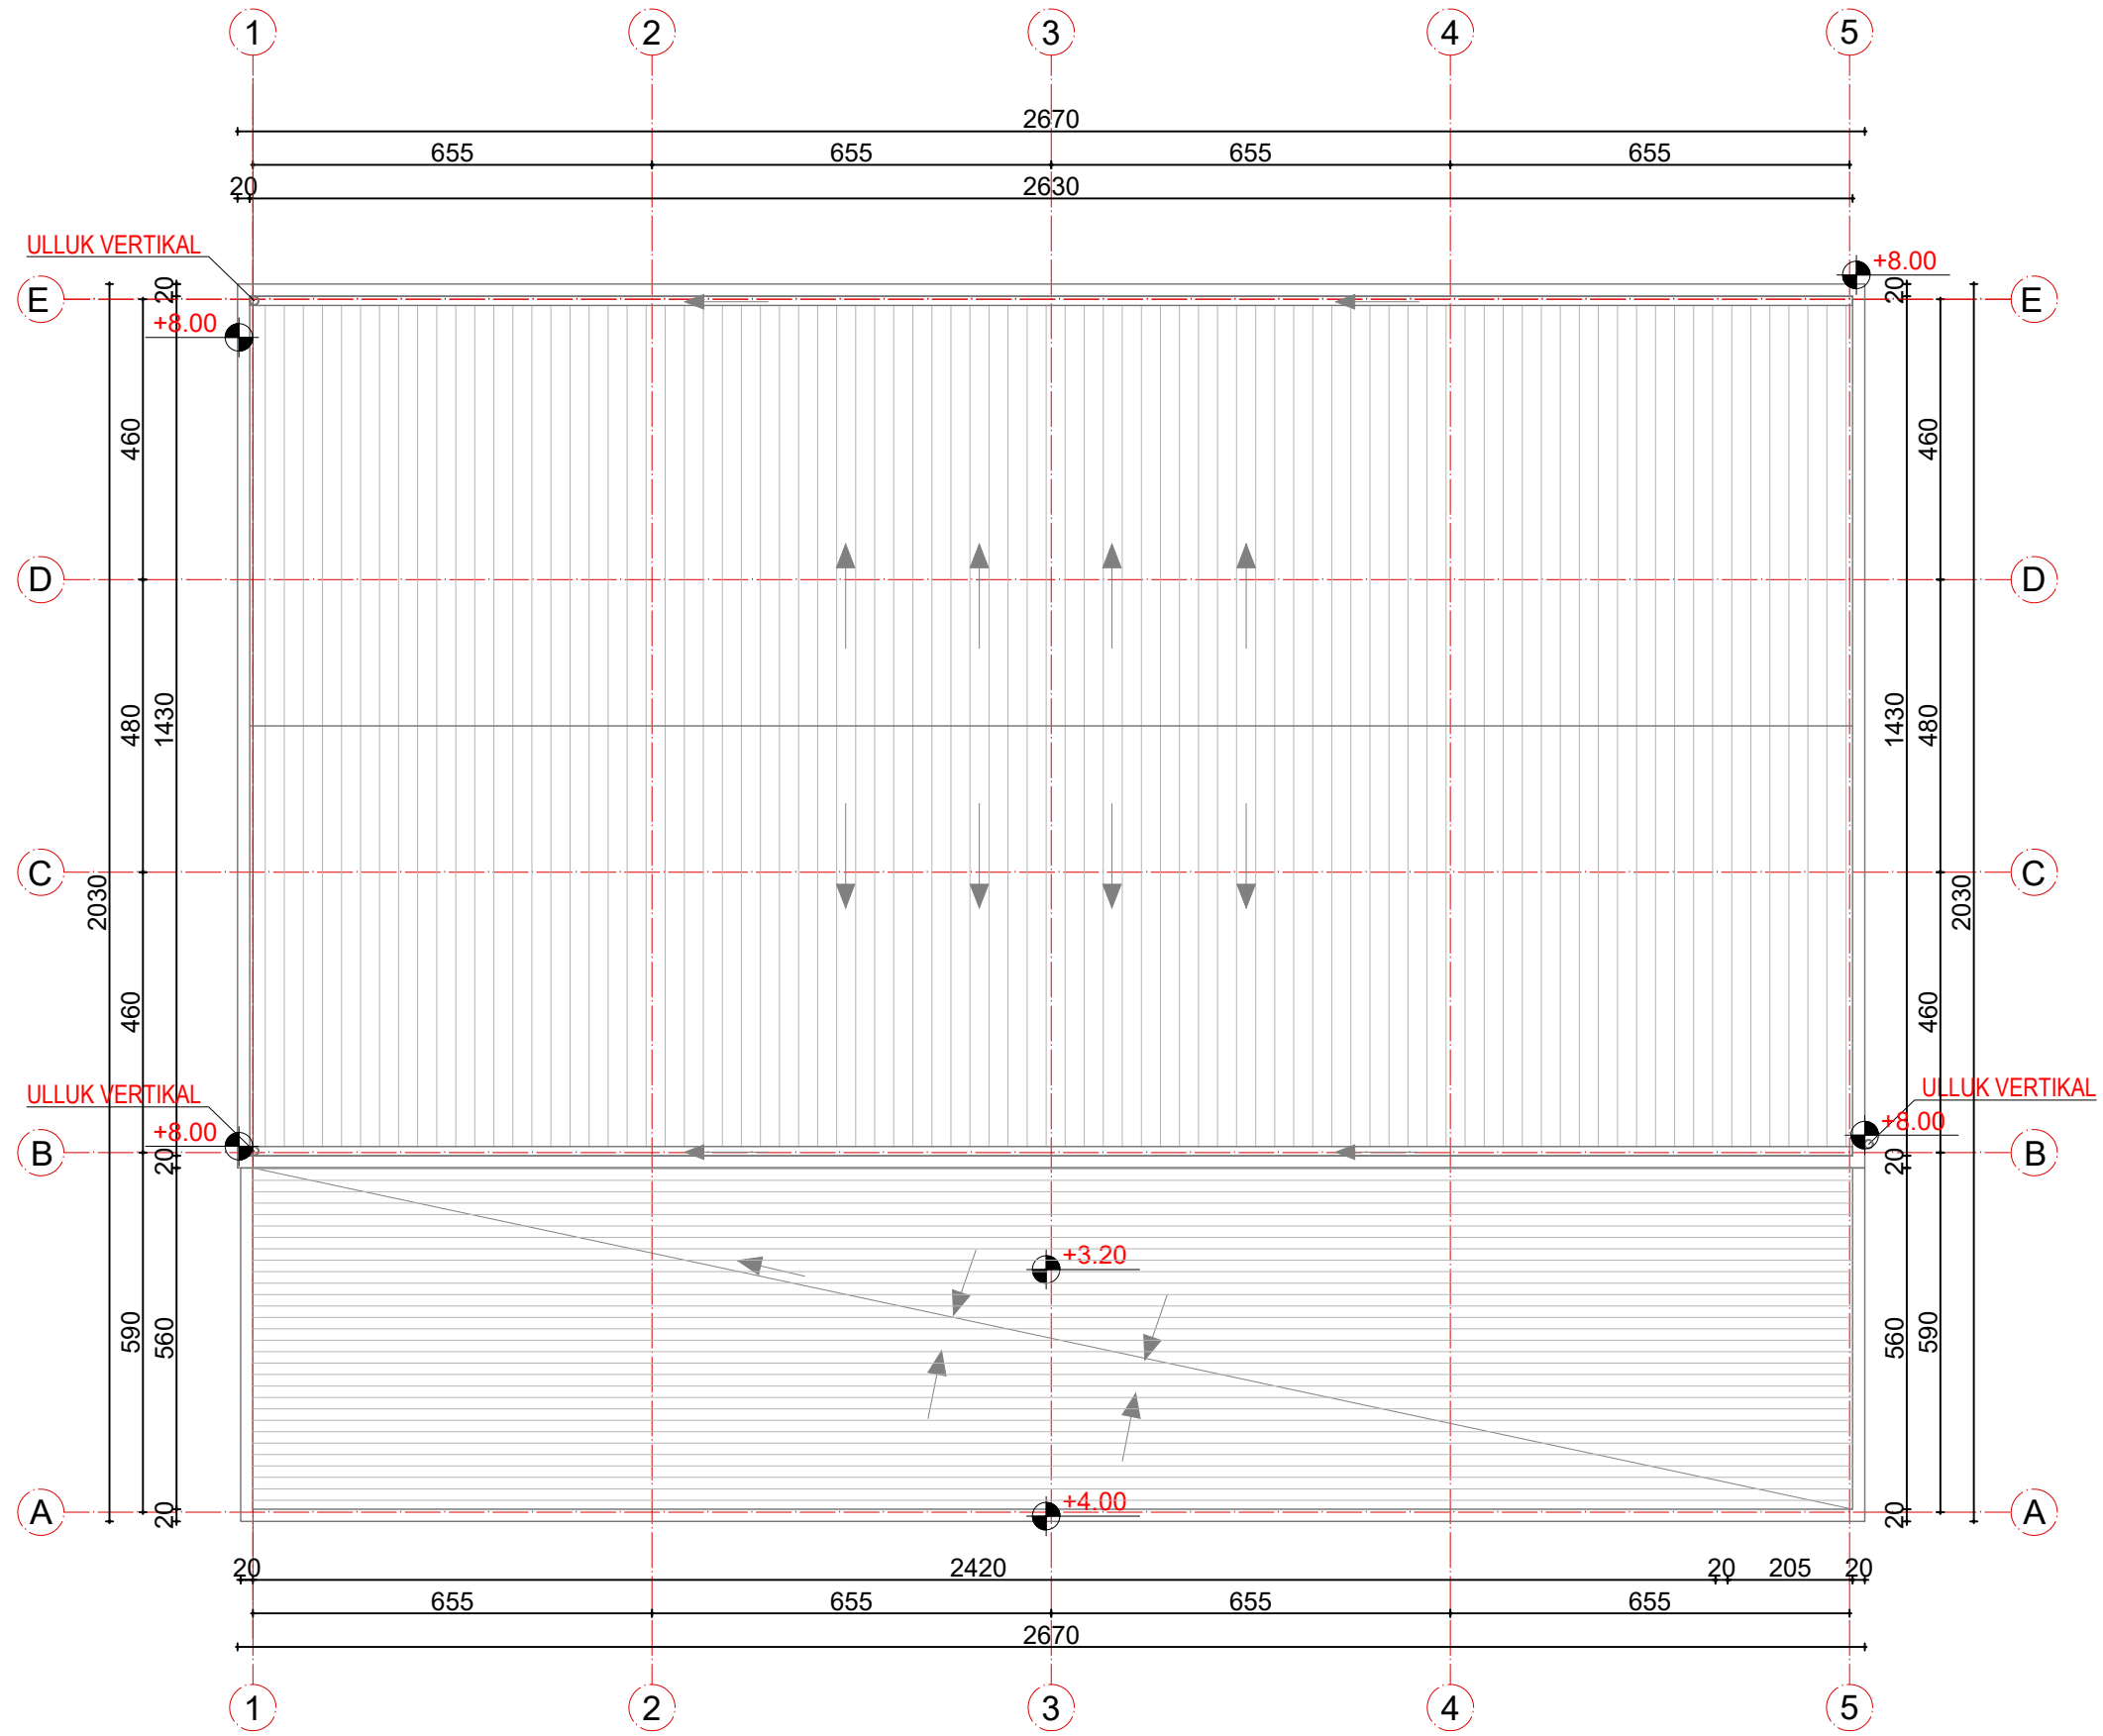 1 2 3 4 5
2670
655 655 655 655
20 2630
ULLUK VERTIKAL
+8.00
E 20 20 E
+8.00
460 460
D D
480 1430 1430 480
C C
2030 2030
460 460
ULLUK VERTIKAL ULLUK VERTIKAL
+8.00 +8.00
B 20 20 B
+3.20
590 560 560 590
+4.00
A 20 20 A
20 2420 20 205 20
655 655 655 655
2670
1 2 3 4 5